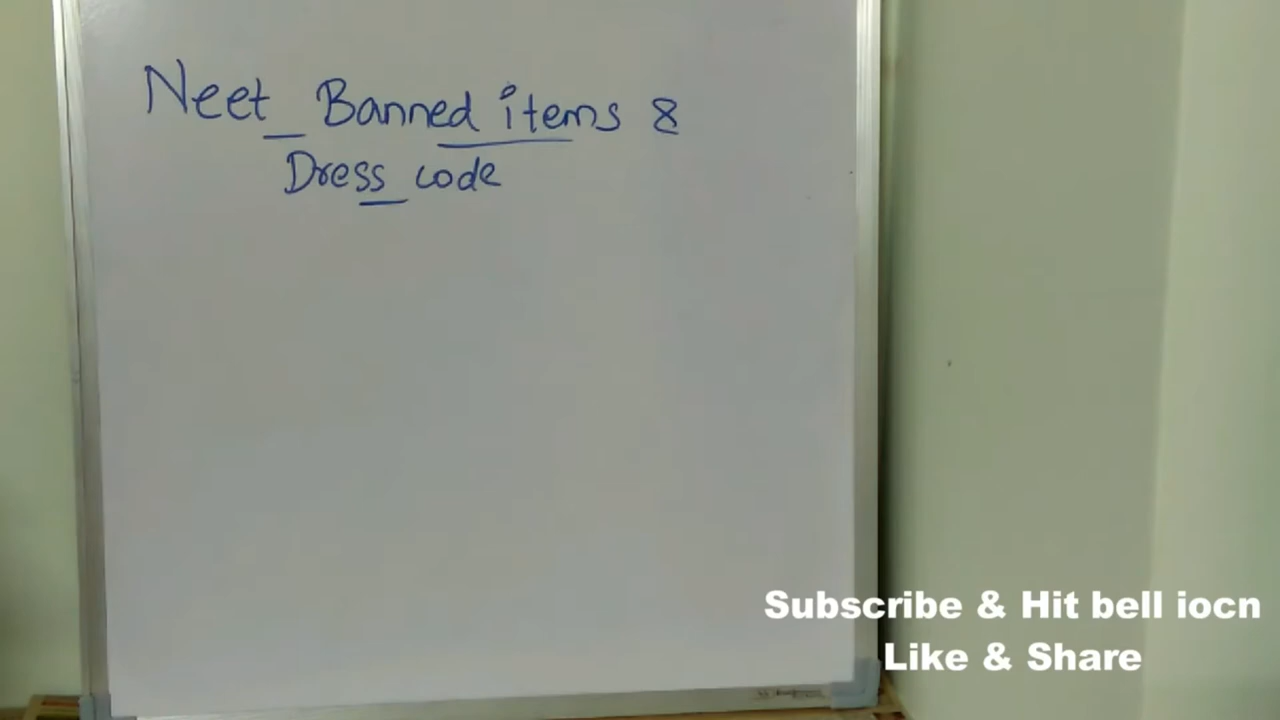 Neet Banned items &
Dress code
Subscribe & Hit bell iocn
Like & Share